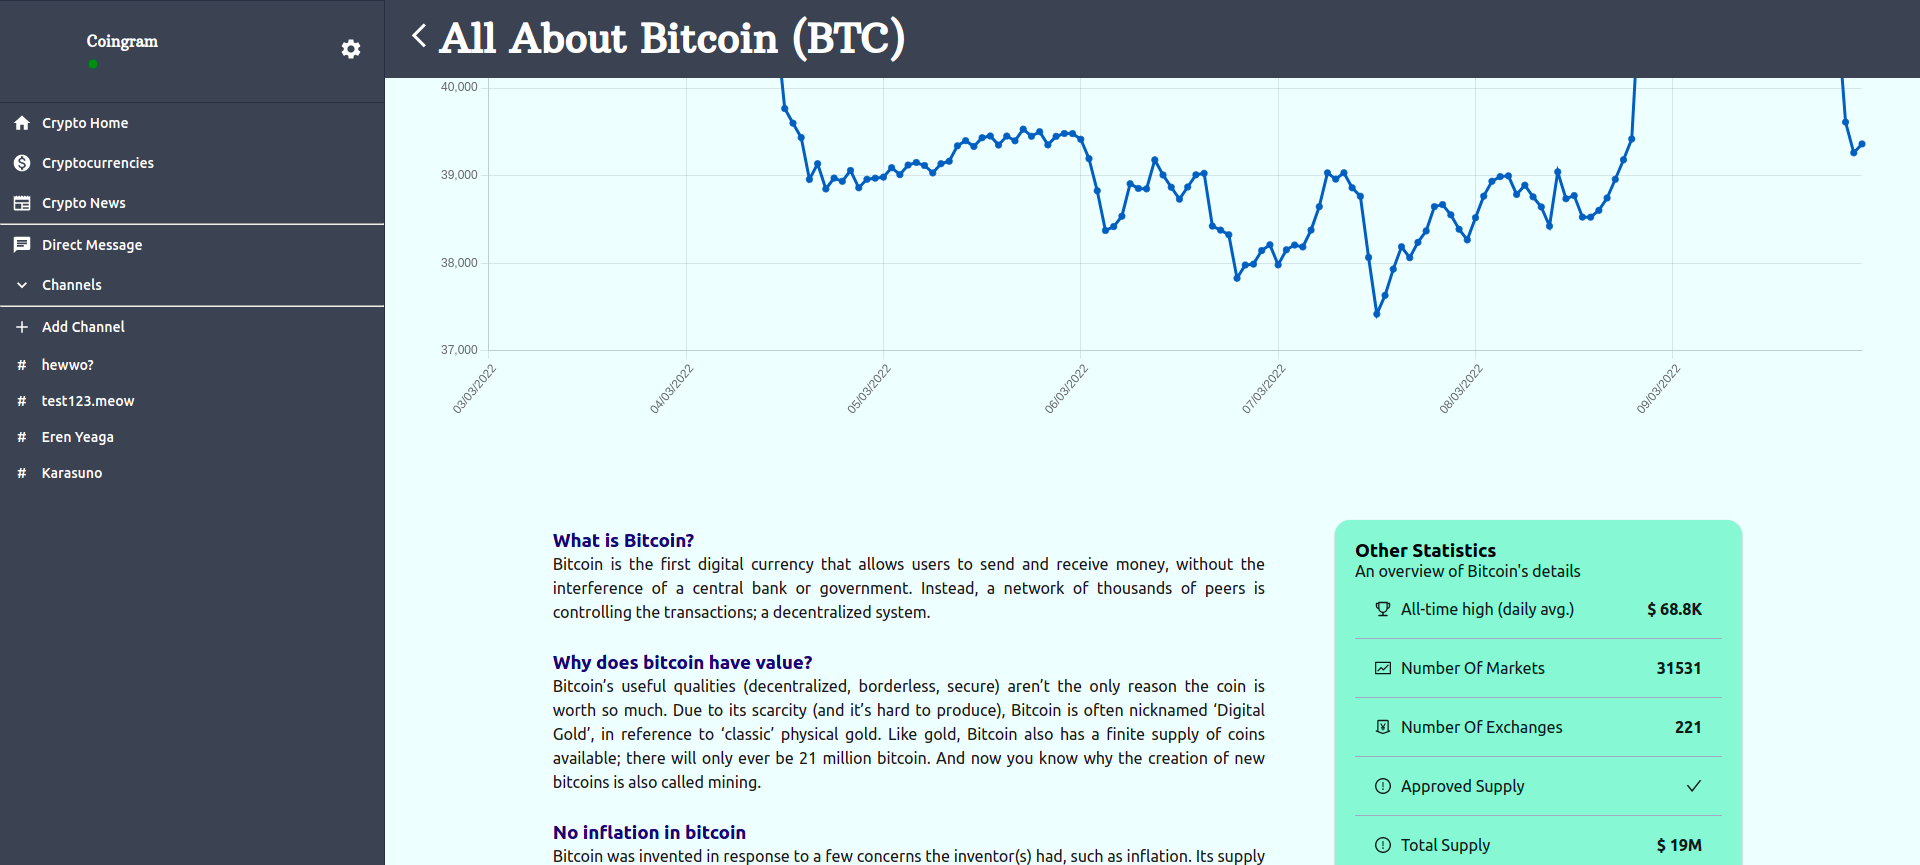 Coingram
Crypto Home
Cryptocurrencies
Crypto News
Direct Message
Channels
Add Channel
# hewwo?
# test123.meow
# Eren Yeaga
# Karasuno
All About Bitcoin (BTC)
40,000
39,000
38,000
37,000
03/03/2022
04/03/2022
05/03/2022
06/03/2022
07/03/2022
08/03/2022
09/03/2022
What is Bitcoin?
Bitcoin is the first digital currency that allows users to send and receive money, without the
interference of a central bank or government. Instead, a network of thousands of peers is
controlling the transactions; a decentralized system.
Why does bitcoin have value?
Bitcoin’s useful qualities (decentralized, borderless, secure) aren’t the only reason the coin is
worth so much. Due to its scarcity (and it’s hard to produce), Bitcoin is often nicknamed ‘Digital
Gold’, in reference to ‘classic’ physical gold. Like gold, Bitcoin also has a finite supply of coins
available; there will only ever be 21 million bitcoin. And now you know why the creation of new
bitcoins is also called mining.
No inflation in bitcoin
Bitcoin was invented in response to a few concerns the inventor(s) had, such as inflation. Its supply
Other Statistics
An overview of Bitcoin's details
All-time high (daily avg.) $ 68.8K
Number Of Markets 31531
Number Of Exchanges 221
Approved Supply
Total Supply $ 19M